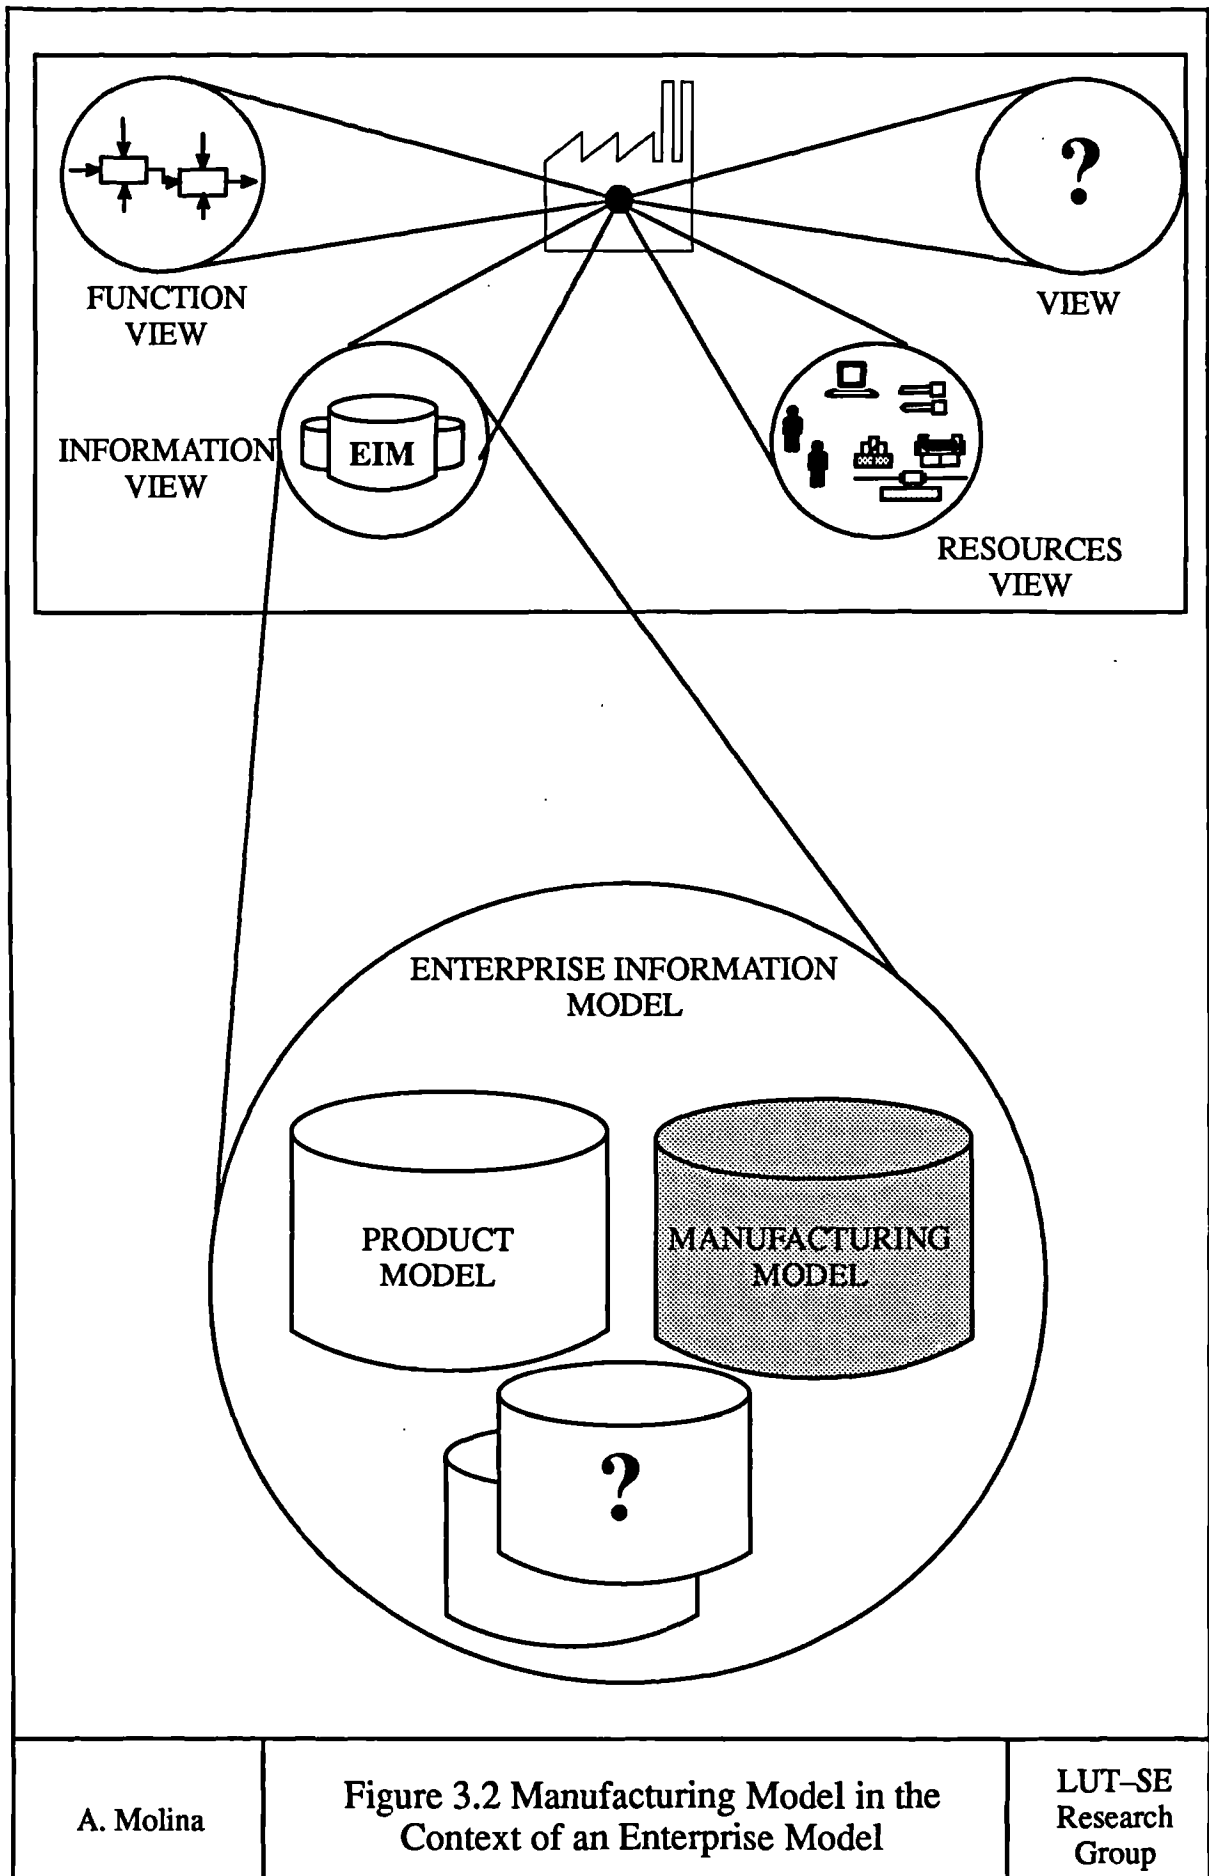 ?
FUNCTION
VIEW
VIEW
INFORMATION
VIEW
EIM
RESOURCES
VIEW
ENTERPRISE INFORMATION
MODEL
PRODUCT
MODEL
MANUFACTURING
MODEL
?
A. Molina
Figure 3.2 Manufacturing Model in the
Context of an Enterprise Model
LUT–SE
Research
Group